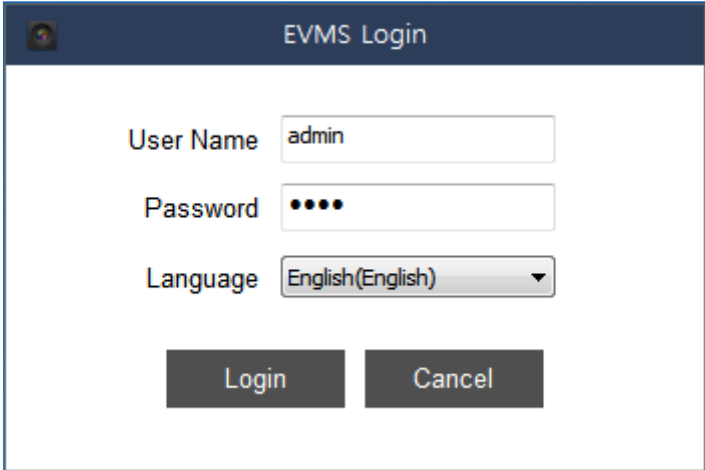 EVMS Login
User Name admin
Password ••••
Language English(English)
Login Cancel